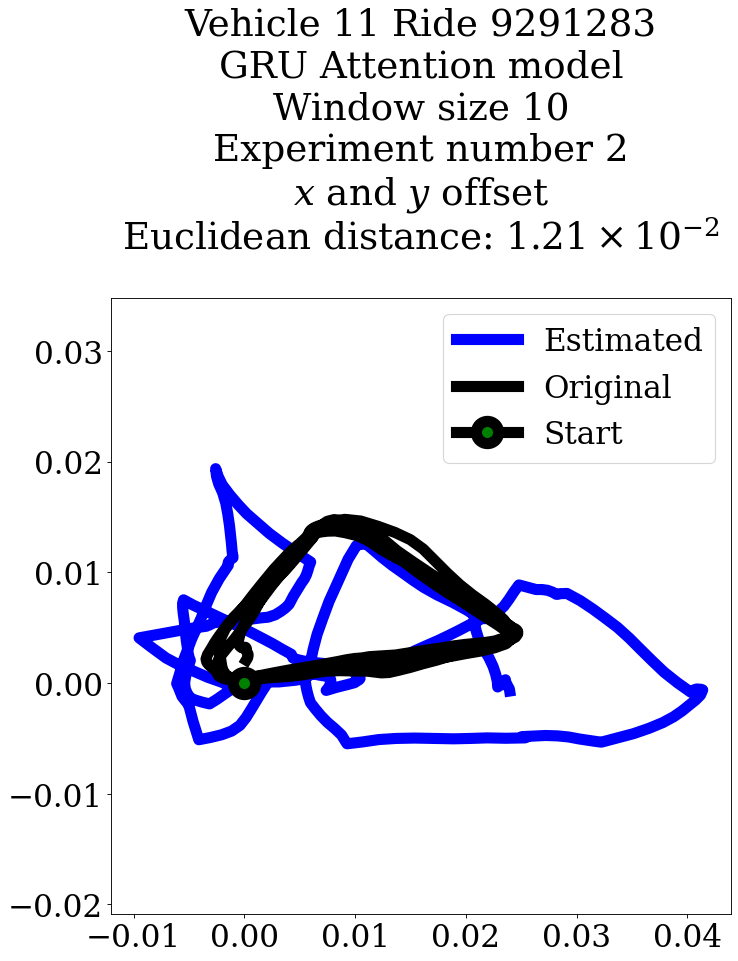 Vehicle 11 Ride 9291283
GRU Attention model
Window size 10
Experiment number 2
x and y offset
Euclidean distance: 1.21 × 10⁻²
Estimated
Original
Start
0.03
0.02
0.01
0.00
−0.01
−0.02
−0.01 0.00 0.01 0.02 0.03 0.04